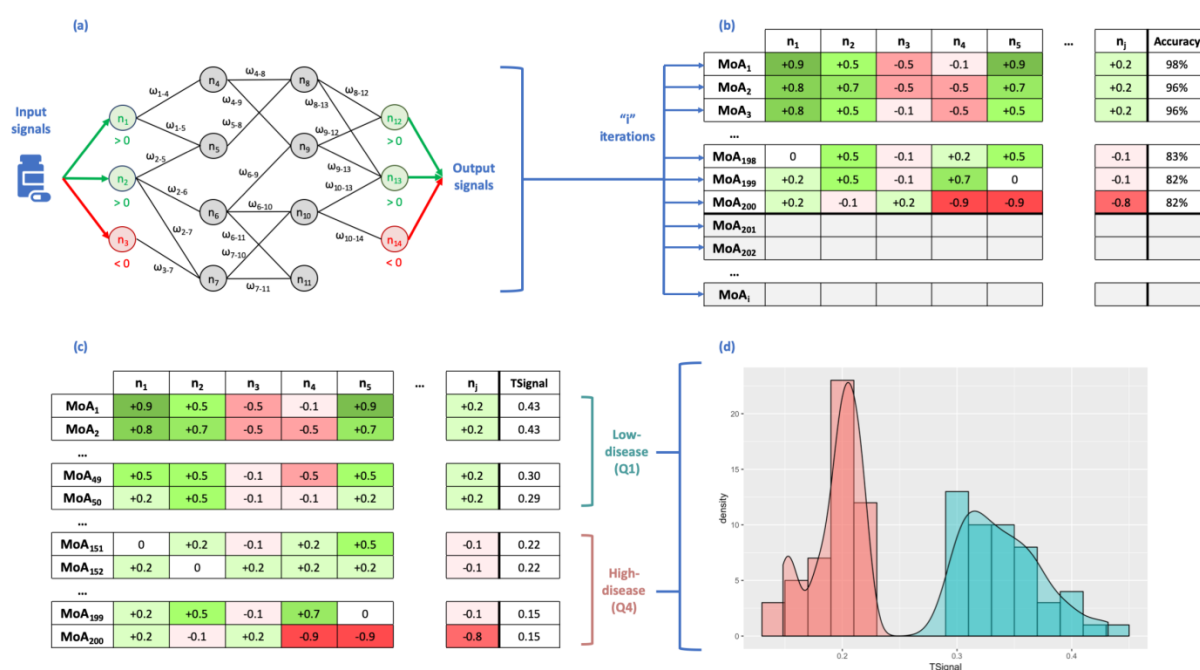 (a)
Input
signals
n₁
> 0
n₂
> 0
n₃
< 0
n₄
n₅
n₆
n₇
n₈
n₉
n₁₀
n₁₁
n₁₂
> 0
n₁₃
> 0
n₁₄
< 0
ω₁₋₄
ω₁₋₅
ω₂₋₅
ω₂₋₆
ω₂₋₇
ω₃₋₇
ω₄₋₈
ω₄₋₉
ω₅₋₈
ω₆₋₉
ω₆₋₁₀
ω₆₋₁₁
ω₇₋₁₀
ω₇₋₁₁
ω₈₋₁₂
ω₈₋₁₃
ω₉₋₁₂
ω₉₋₁₃
ω₁₀₋₁₃
ω₁₀₋₁₄
Output
signals
"i"
iterations
(b)
n₁ n₂ n₃ n₄ n₅ ... nⱼ Accuracy
MoA₁ +0.9 +0.5 -0.5 -0.1 +0.9 +0.2 98%
MoA₂ +0.8 +0.7 -0.5 -0.5 +0.7 +0.2 96%
MoA₃ +0.8 +0.5 -0.1 -0.5 +0.5 +0.2 96%
...
MoA₁₉₈ 0 +0.5 -0.1 +0.2 +0.5 -0.1 83%
MoA₁₉₉ +0.2 +0.5 -0.1 +0.7 0 -0.1 82%
MoA₂₀₀ +0.2 -0.1 +0.2 -0.9 -0.9 -0.8 82%
MoA₂₀₁
MoA₂₀₂
...
MoAᵢ
(c)
n₁ n₂ n₃ n₄ n₅ ... nⱼ TSignal
MoA₁ +0.9 +0.5 -0.5 -0.1 +0.9 +0.2 0.43
MoA₂ +0.8 +0.7 -0.5 -0.5 +0.7 +0.2 0.43
...
MoA₄₉ +0.5 +0.5 -0.1 -0.5 +0.5 +0.2 0.30
MoA₅₀ +0.2 +0.5 -0.1 -0.1 +0.2 +0.2 0.29
...
MoA₁₅₁ 0 +0.2 -0.1 +0.2 +0.5 -0.1 0.22
MoA₁₅₂ +0.2 0 +0.2 +0.2 +0.2 -0.1 0.22
...
MoA₁₉₉ +0.2 +0.5 -0.1 +0.7 0 -0.1 0.15
MoA₂₀₀ +0.2 -0.1 +0.2 -0.9 -0.9 -0.8 0.15
Low-
disease
(Q1)
High-
disease
(Q4)
(d)
density
20
15
10
5
0
0.2 0.3 0.4
TSignal